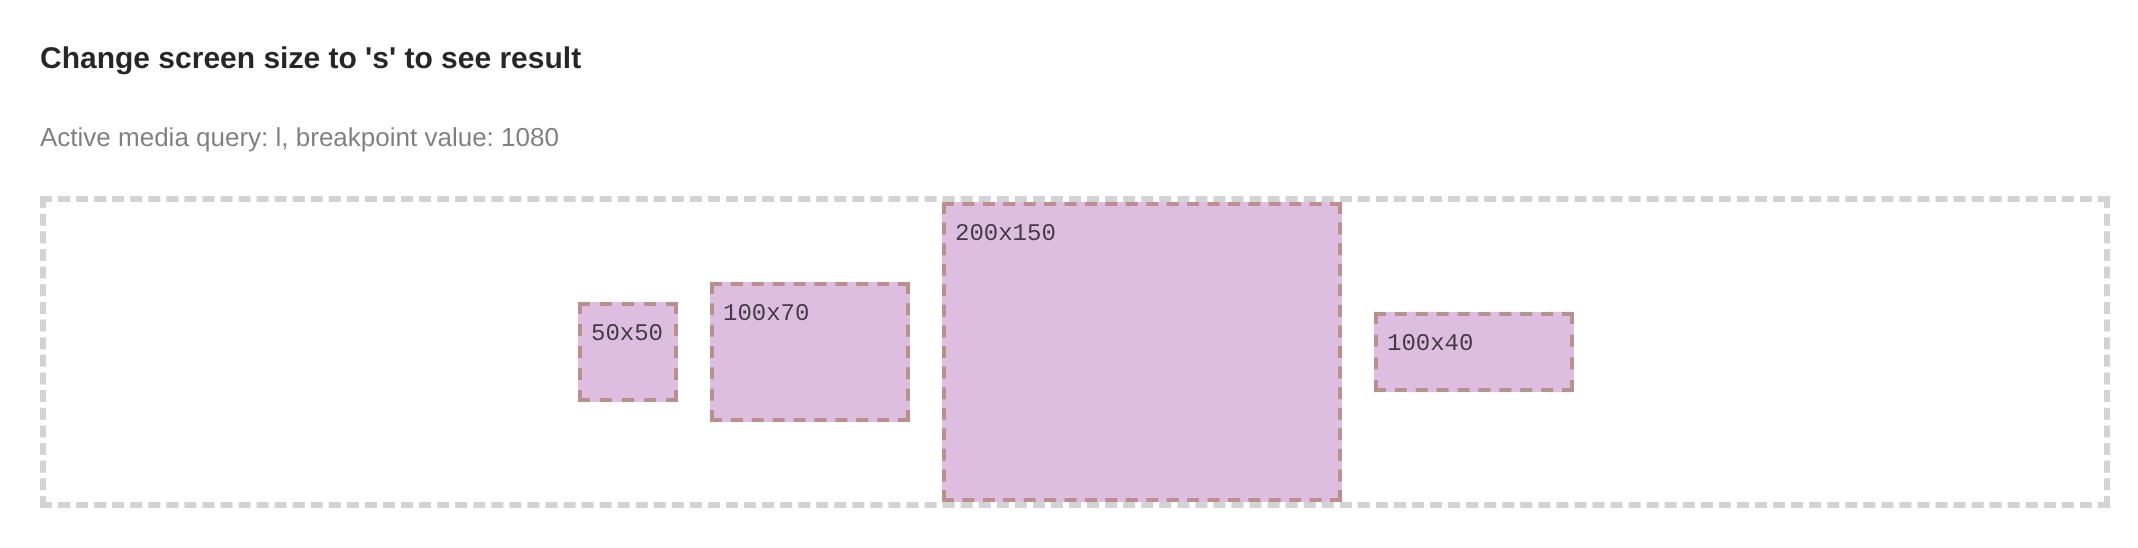 Change screen size to 's' to see result
Active media query: l, breakpoint value: 1080
50x50
100x70
200x150
100x40